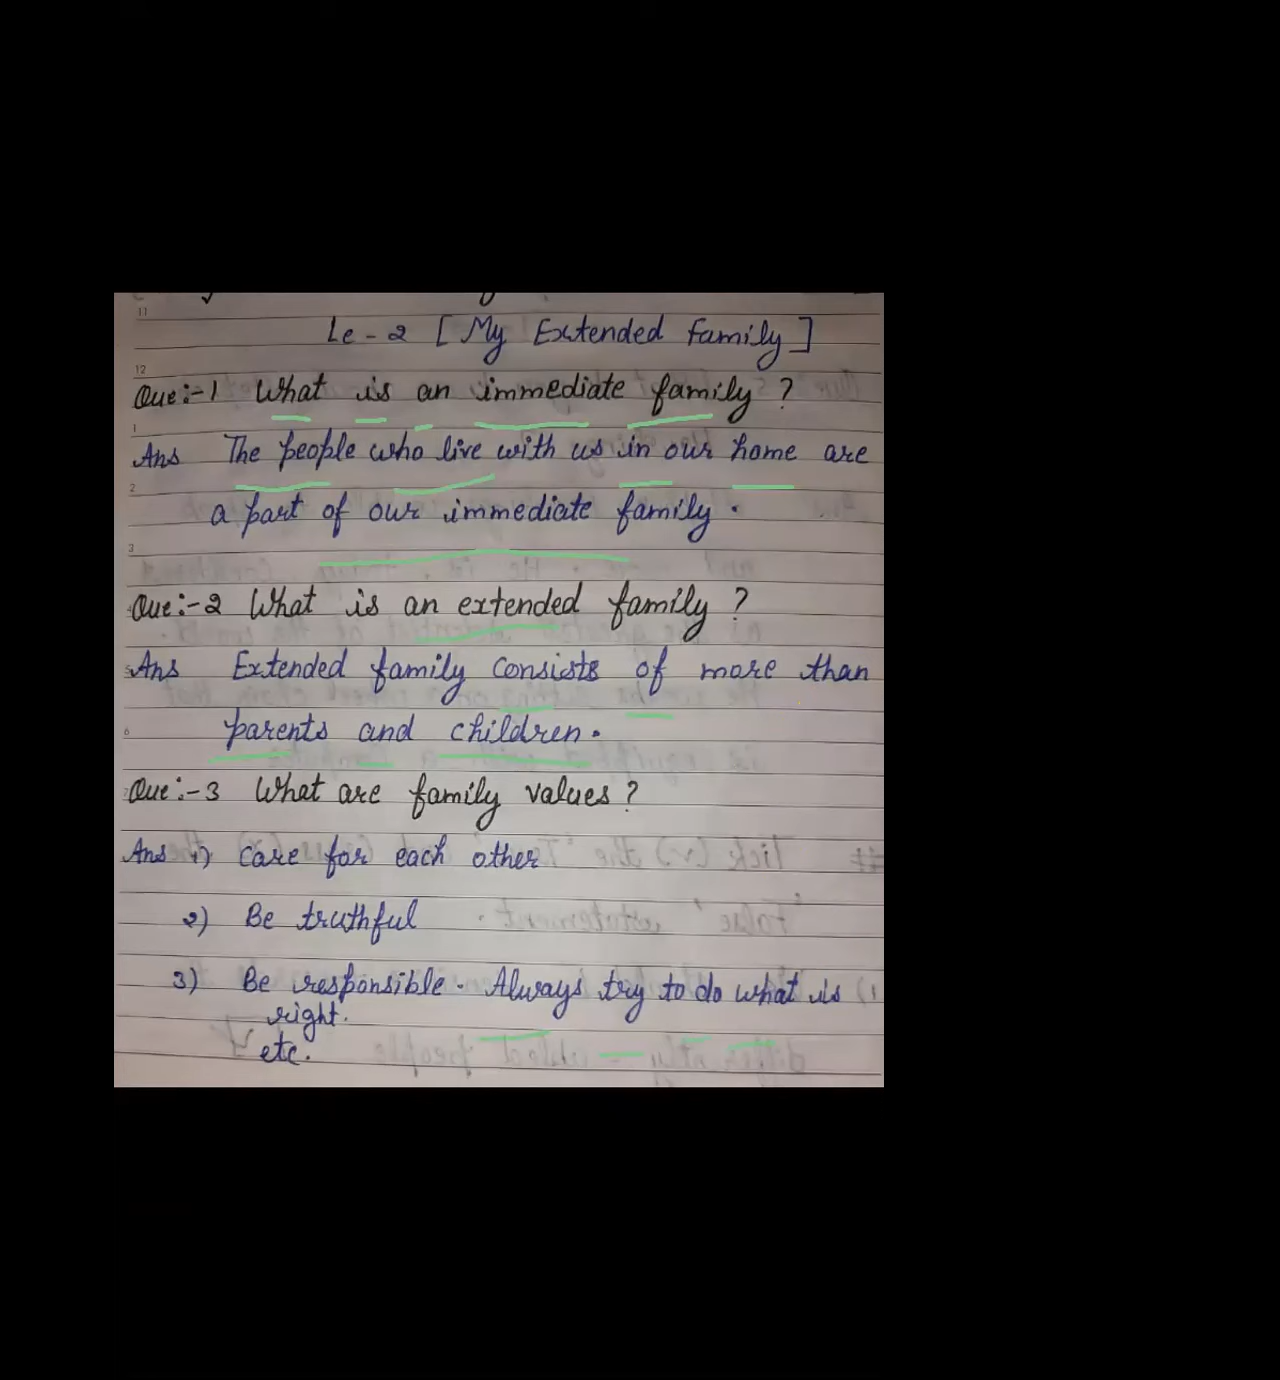 Le - 2 [ My Extended Family ]
Que:-1 What is an immediate family ?
Ans The people who live with us in our home are
a part of our immediate family.
Que:-2 What is an extended family ?
Ans Extended family consists of more than
parents and children.
Que:-3 What are family values ?
Ans 1) Care for each other
2) Be truthful
3) Be responsible. Always try to do what is
right.
etc.